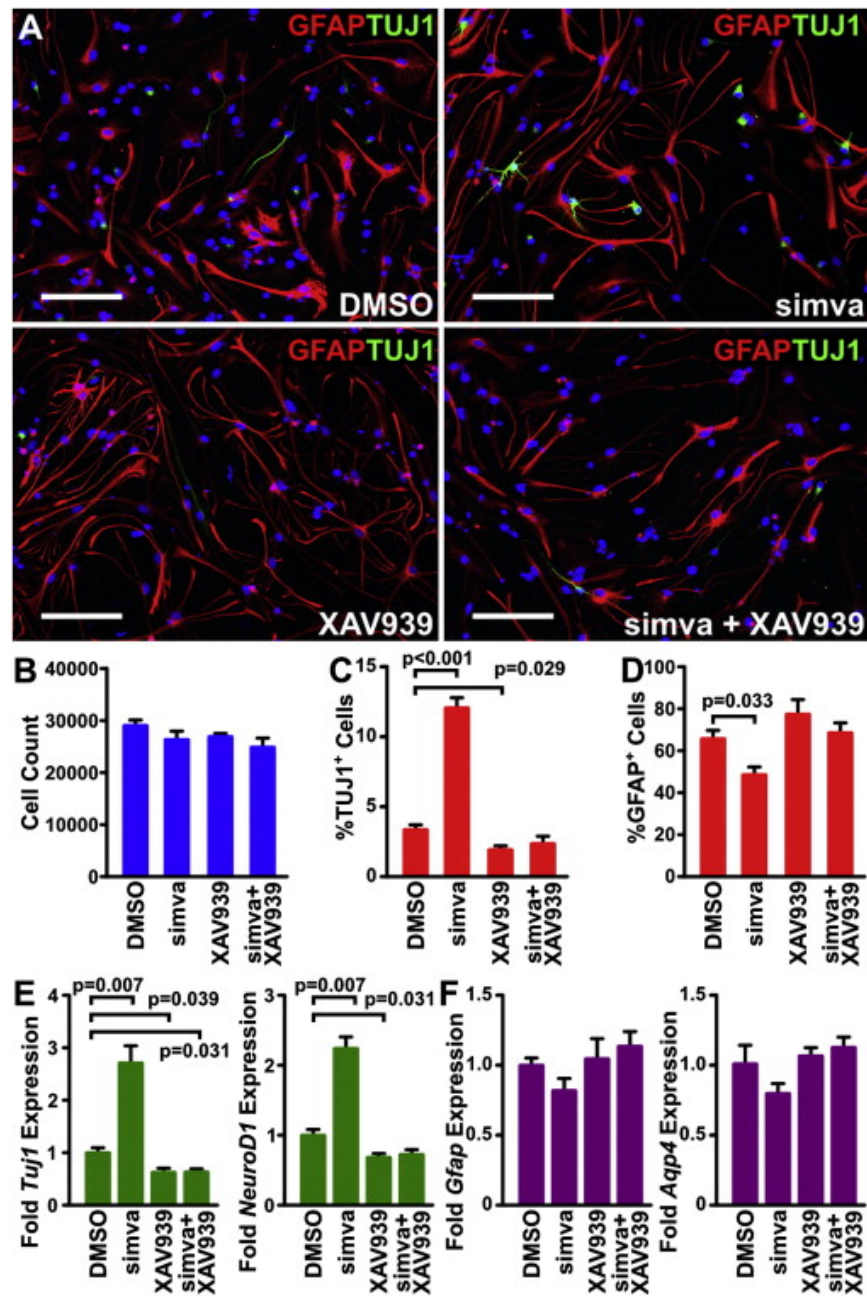 A
GFAPTUJ1
DMSO
GFAPTUJ1
simva
GFAPTUJ1
XAV939
GFAPTUJ1
simva + XAV939
B
Cell Count
40000
30000
20000
10000
0
DMSO
simva
XAV939
simva+
XAV939
C
%TUJ1⁺ Cells
15
10
5
0
p<0.001
p=0.029
DMSO
simva
XAV939
simva+
XAV939
D
%GFAP⁺ Cells
100
80
60
40
20
0
p=0.033
DMSO
simva
XAV939
simva+
XAV939
E
Fold Tuj1 Expression
4
3
2
1
0
p=0.007
p=0.039
p=0.031
DMSO
simva
XAV939
simva+
XAV939
Fold NeuroD1 Expression
3
2
1
0
p=0.007
p=0.031
DMSO
simva
XAV939
simva+
XAV939
F
Fold Gfap Expression
1.5
1.0
0.5
0.0
DMSO
simva
XAV939
simva+
XAV939
Fold Aqp4 Expression
1.5
1.0
0.5
0.0
DMSO
simva
XAV939
simva+
XAV939